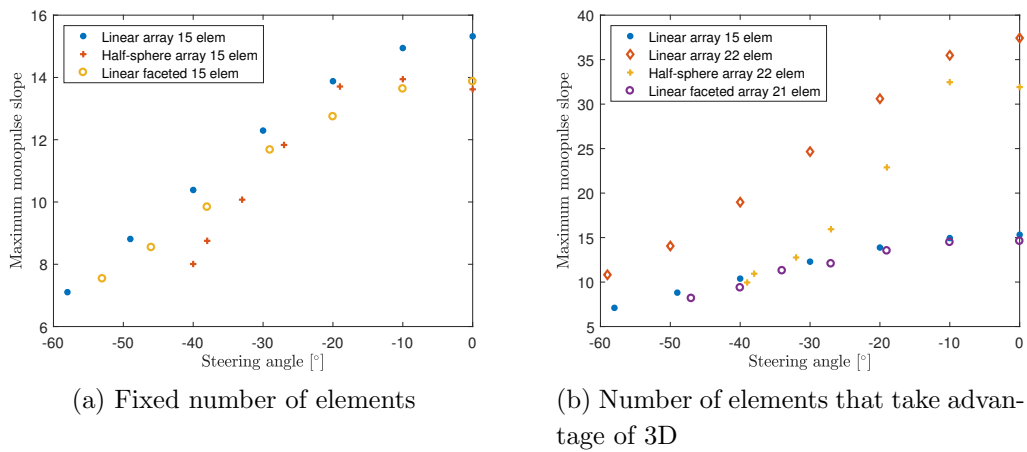 16
14
12
10
8
6
-60
-50
-40
-30
-20
-10
0
Maximum monopulse slope
Steering angle [°]
Linear array 15 elem
Half-sphere array 15 elem
Linear faceted 15 elem
(a) Fixed number of elements
40
35
30
25
20
15
10
5
-60
-50
-40
-30
-20
-10
0
Maximum monopulse slope
Steering angle [°]
Linear array 15 elem
Linear array 22 elem
Half-sphere array 22 elem
Linear faceted array 21 elem
(b) Number of elements that take advan-
tage of 3D